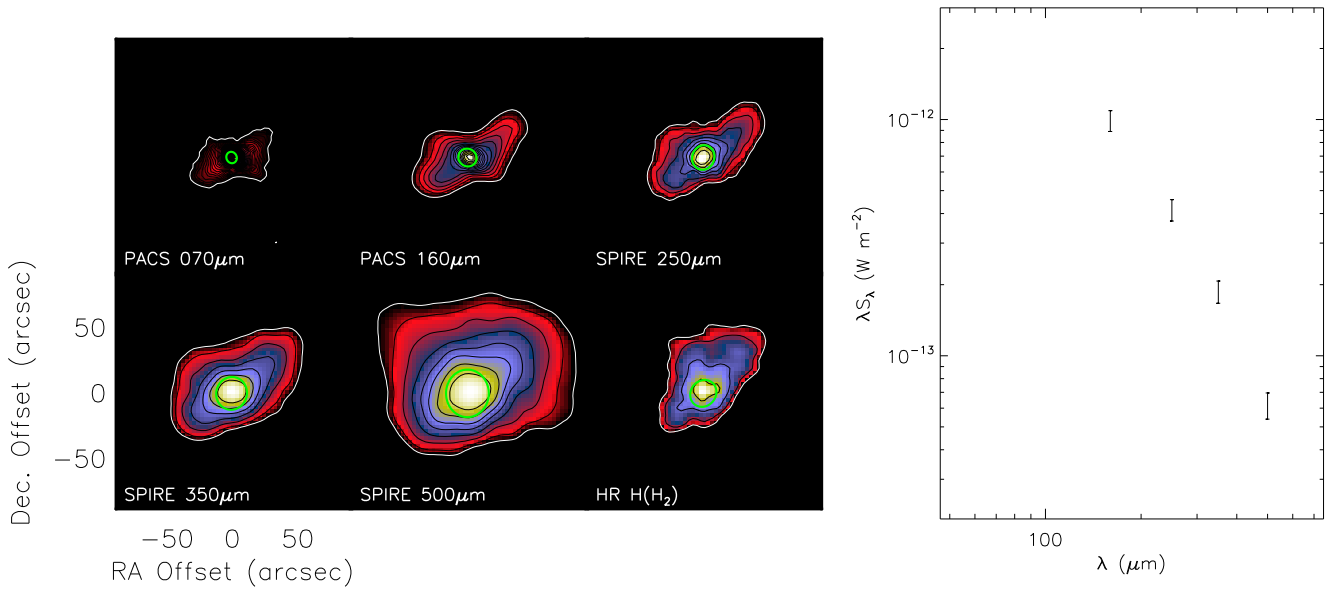 PACS 070μm
PACS 160μm
SPIRE 250μm
SPIRE 350μm
SPIRE 500μm
HR H(H₂)
50
0
−50
Dec. Offset (arcsec)
−50 0 50
RA Offset (arcsec)
10⁻¹²
10⁻¹³
λS_λ (W m⁻²)
100
λ (μm)